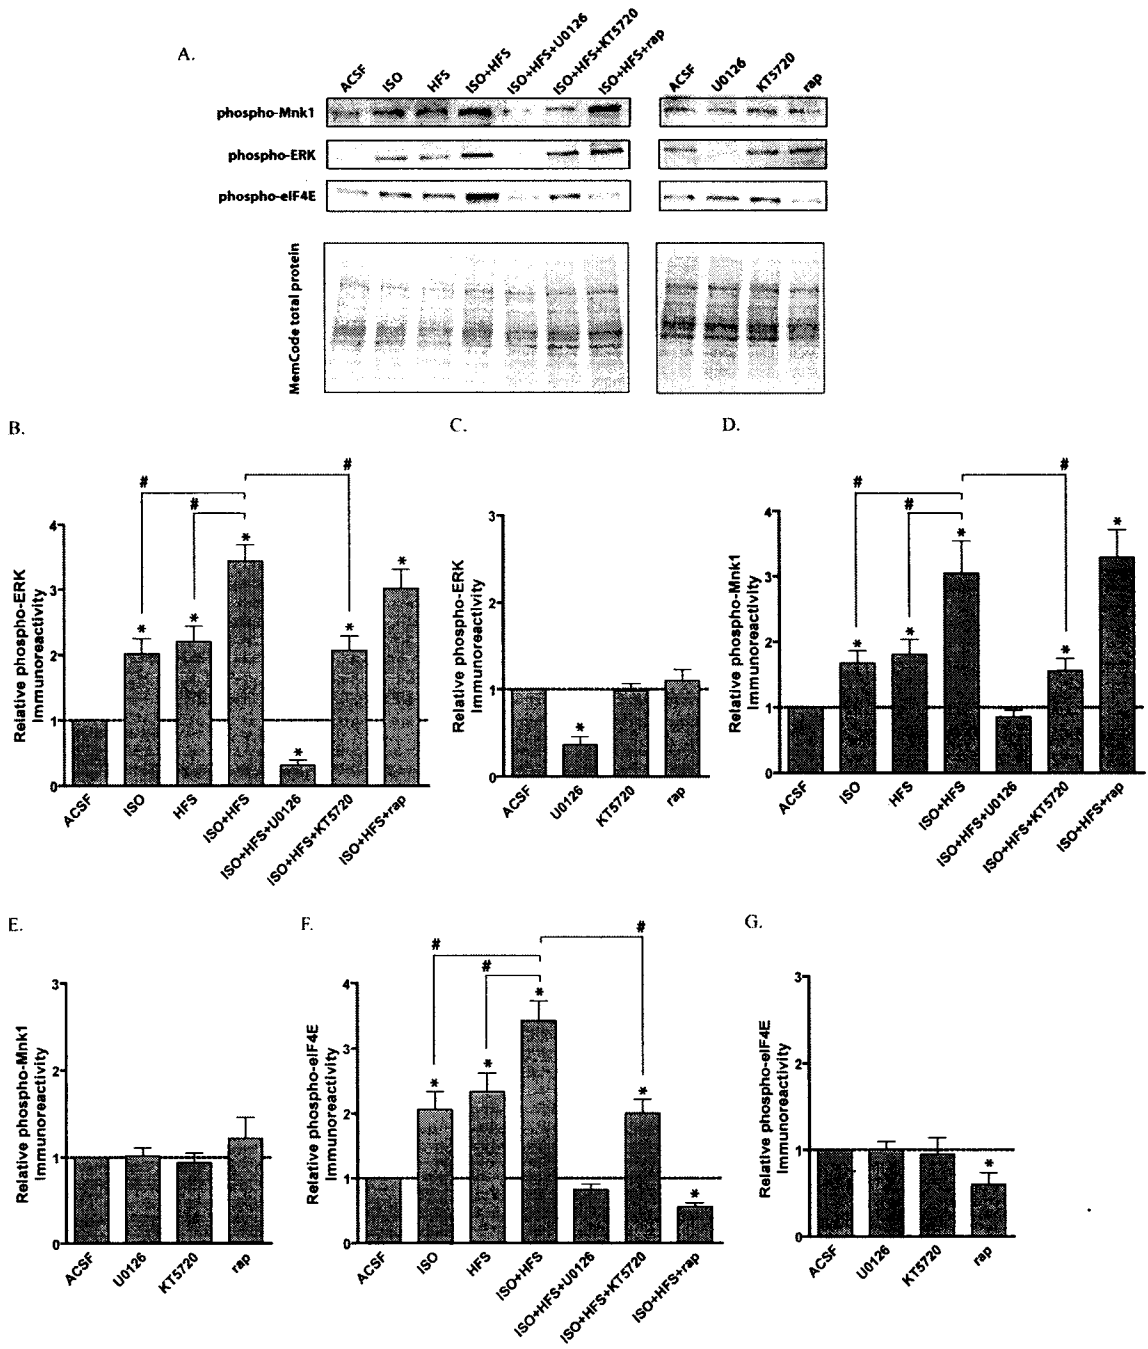 A.
ACSF
ISO
HFS
ISO+HFS
ISO+HFS+U0126
ISO+HFS+KT5720
ISO+HFS+rap
ACSF
U0126
KT5720
rap
phospho-Mnk1
phospho-ERK
phospho-eIF4E
MemCode total protein
B.
#
#
#
4
3
2
1
0
*
*
*
*
*
*
Relative phospho-ERK
Immunoreactivity
ACSF
ISO
HFS
ISO+HFS
ISO+HFS+U0126
ISO+HFS+KT5720
ISO+HFS+rap
C.
3
2
1
0
*
Relative phospho-ERK
Immunoreactivity
ACSF
U0126
KT5720
rap
D.
#
#
#
4
3
2
1
0
*
*
*
*
*
Relative phospho-Mnk1
Immunoreactivity
ACSF
ISO
HFS
ISO+HFS
ISO+HFS+U0126
ISO+HFS+KT5720
ISO+HFS+rap
E.
3
2
1
0
Relative phospho-Mnk1
Immunoreactivity
ACSF
U0126
KT5720
rap
F.
#
#
#
4
3
2
1
0
*
*
*
*
*
Relative phospho-eIF4E
Immunoreactivity
ACSF
ISO
HFS
ISO+HFS
ISO+HFS+U0126
ISO+HFS+KT5720
ISO+HFS+rap
G.
3
2
1
0
*
Relative phospho-eIF4E
Immunoreactivity
ACSF
U0126
KT5720
rap